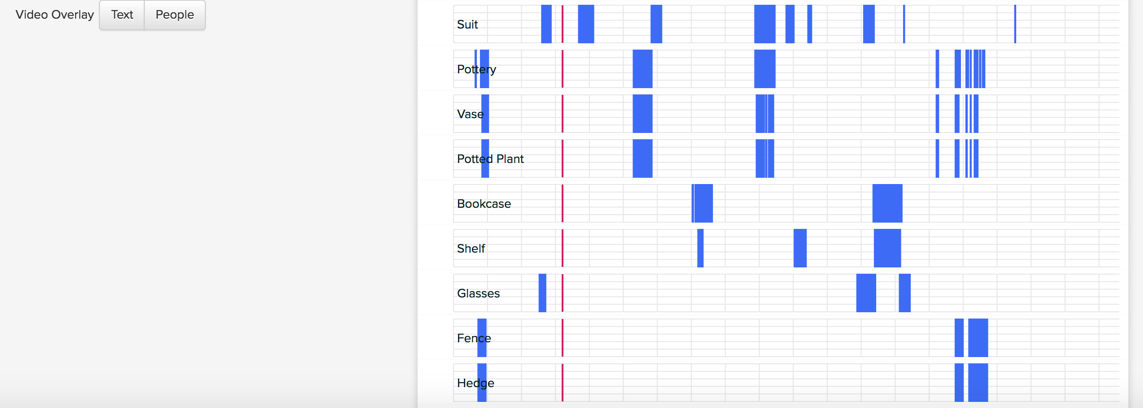 Video Overlay Text People
Suit
Pottery
Vase
Potted Plant
Bookcase
Shelf
Glasses
Fence
Hedge